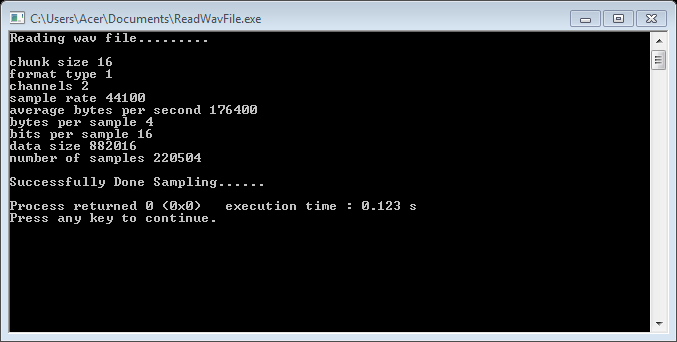 C:\Users\Acer\Documents\ReadWavFile.exe
Reading wav file.........
chunk size 16
format type 1
channels 2
sample rate 44100
average bytes per second 176400
bytes per sample 4
bits per sample 16
data size 882016
number of samples 220504
Successfully Done Sampling......
Process returned 0 (0x0)   execution time : 0.123 s
Press any key to continue.